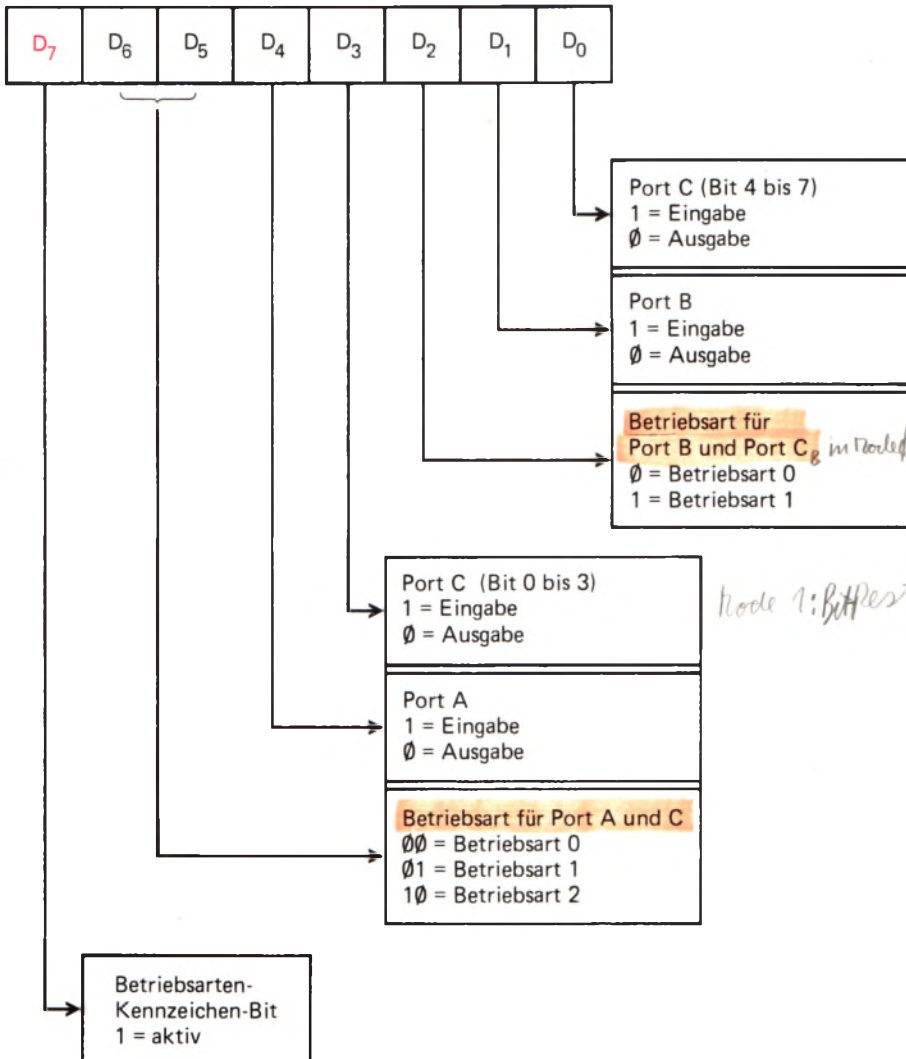 D7 D6 D5 D4 D3 D2 D1 D0
Port C (Bit 4 bis 7)
1 = Eingabe
Ø = Ausgabe
Port B
1 = Eingabe
Ø = Ausgabe
Betriebsart für
Port B und Port C in
Ø = Betriebsart 0
1 = Betriebsart 1
Port C (Bit 0 bis 3)
1 = Eingabe
Ø = Ausgabe
Mode 1:
Port A
1 = Eingabe
Ø = Ausgabe
Betriebsart für Port A und C
ØØ = Betriebsart 0
Ø1 = Betriebsart 1
1Ø = Betriebsart 2
Betriebsarten-
Kennzeichen-Bit
1 = aktiv